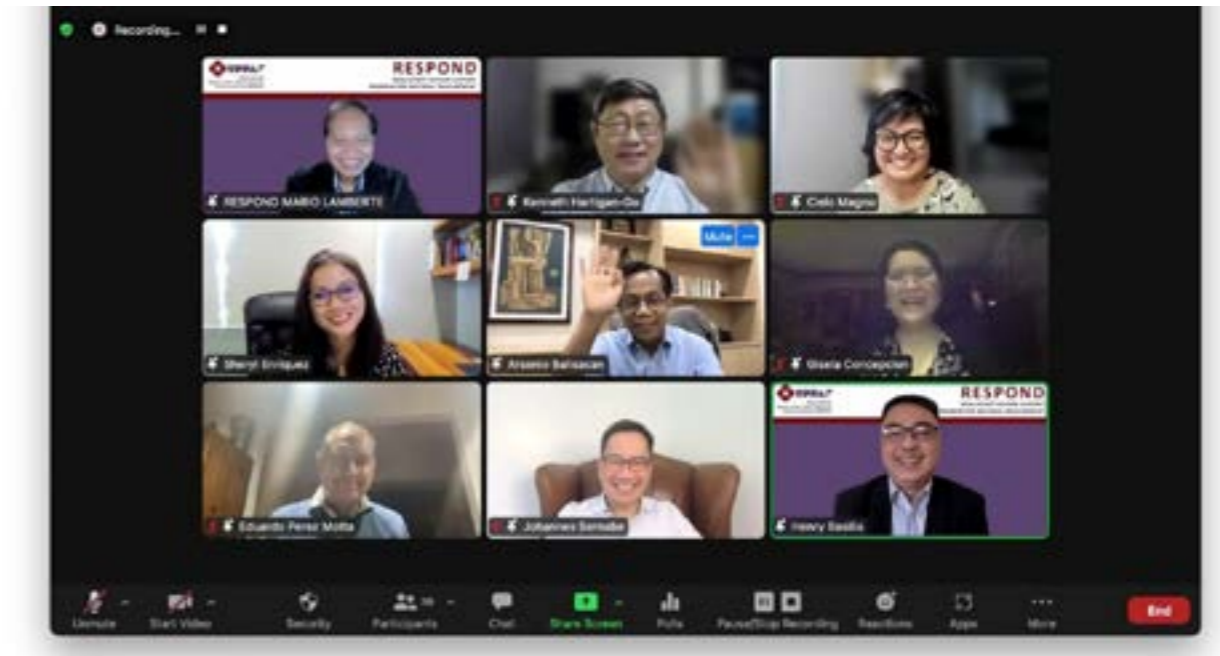 Recording...
RESPOND
RESPOND MARIO LAMBERTE
Kenneth Hartigan-Go
Cielo Magno
Mute
Sheryl Enriquez
Arsenio Balisacan
Gisela Concepcion
RESPOND
Eduardo Perez Motta
Johannes Bernabe
Henry Basilio
Unmute
Start Video
Security
Participants
Chat
Share Screen
Polls
Pause/Stop Recording
Reactions
Apps
More
End